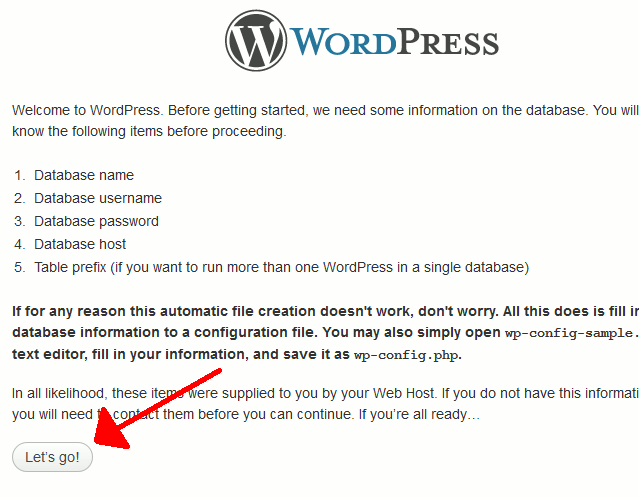 WORDPRESS
Welcome to WordPress. Before getting started, we need some information on the database. You will
know the following items before proceeding.
1. Database name
2. Database username
3. Database password
4. Database host
5. Table prefix (if you want to run more than one WordPress in a single database)
If for any reason this automatic file creation doesn't work, don't worry. All this does is fill in
database information to a configuration file. You may also simply open wp-config-sample.
text editor, fill in your information, and save it as wp-config.php.
In all likelihood, these items were supplied to you by your Web Host. If you do not have this informati
you will need to contact them before you can continue. If you’re all ready…
Let’s go!